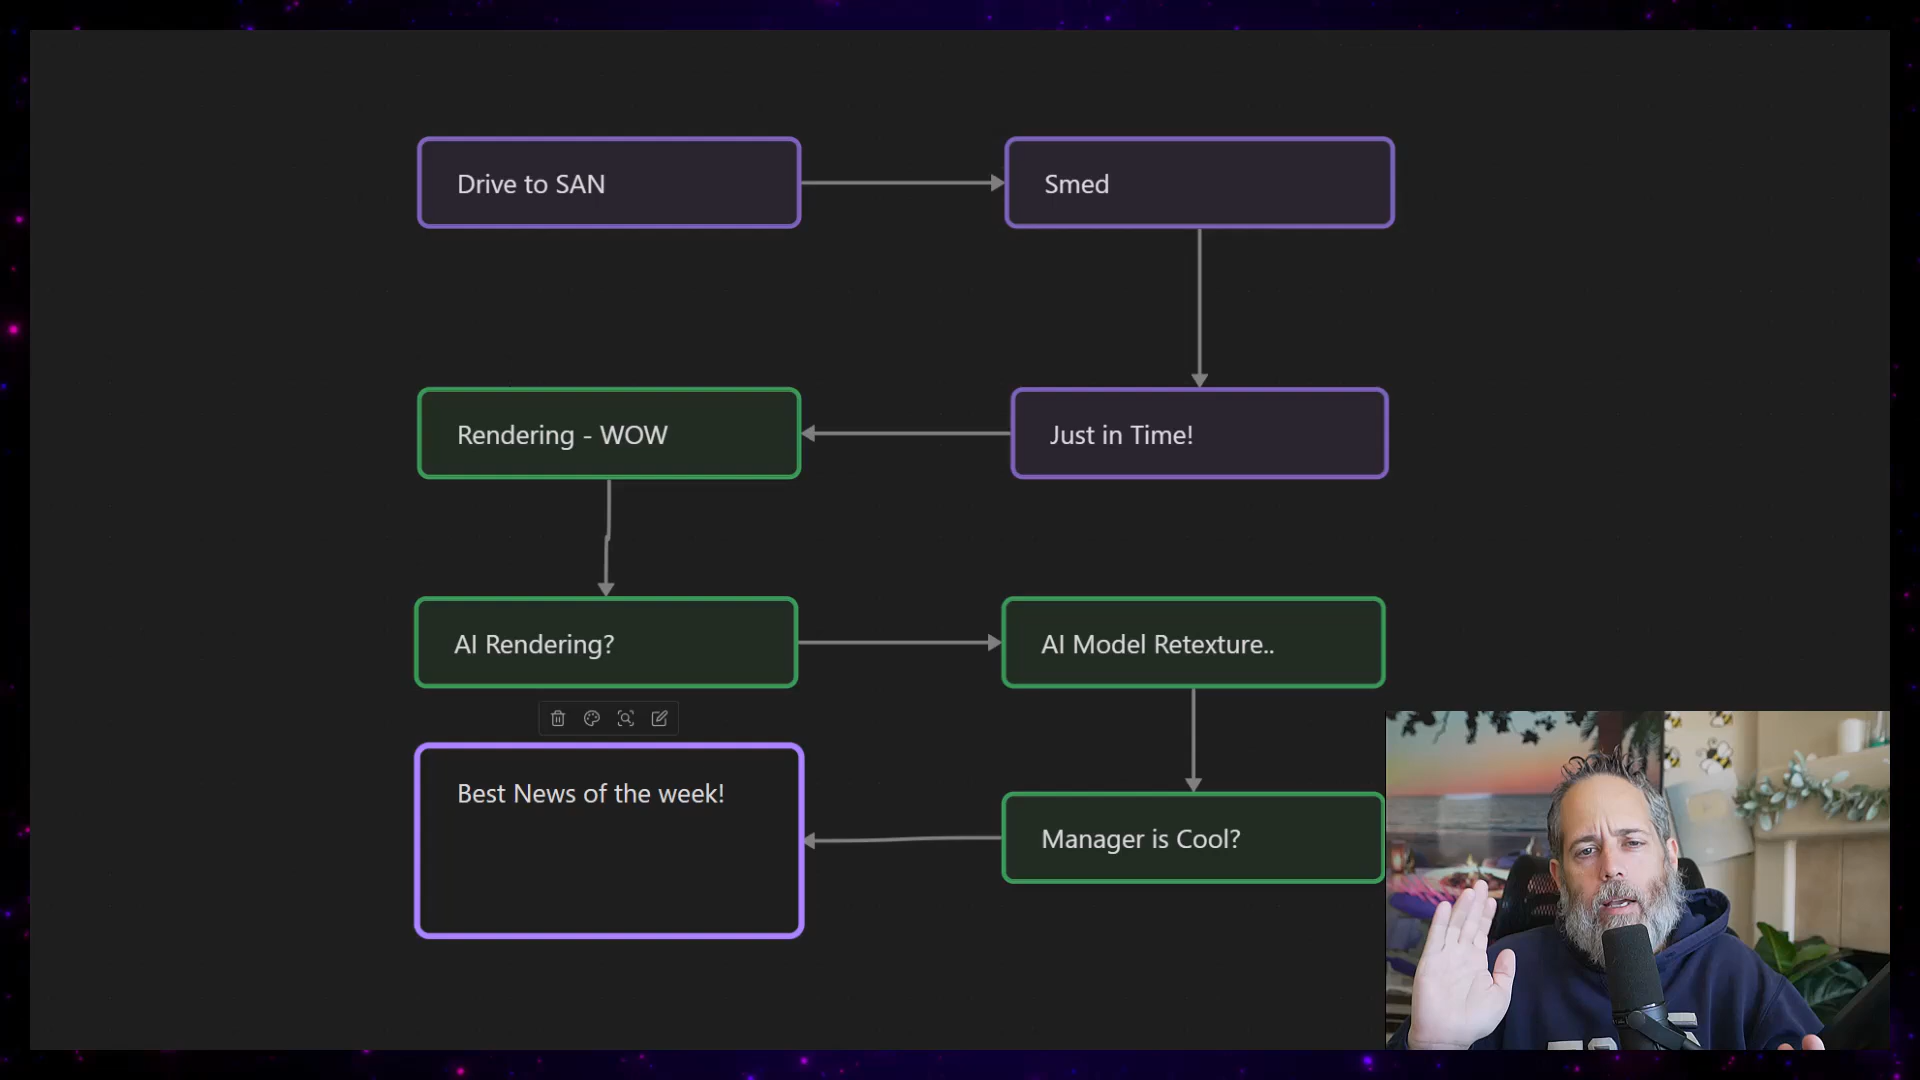 Drive to SAN
Smed
Rendering - WOW
Just in Time!
AI Rendering?
AI Model Retexture..
Best News of the week!
Manager is Cool?